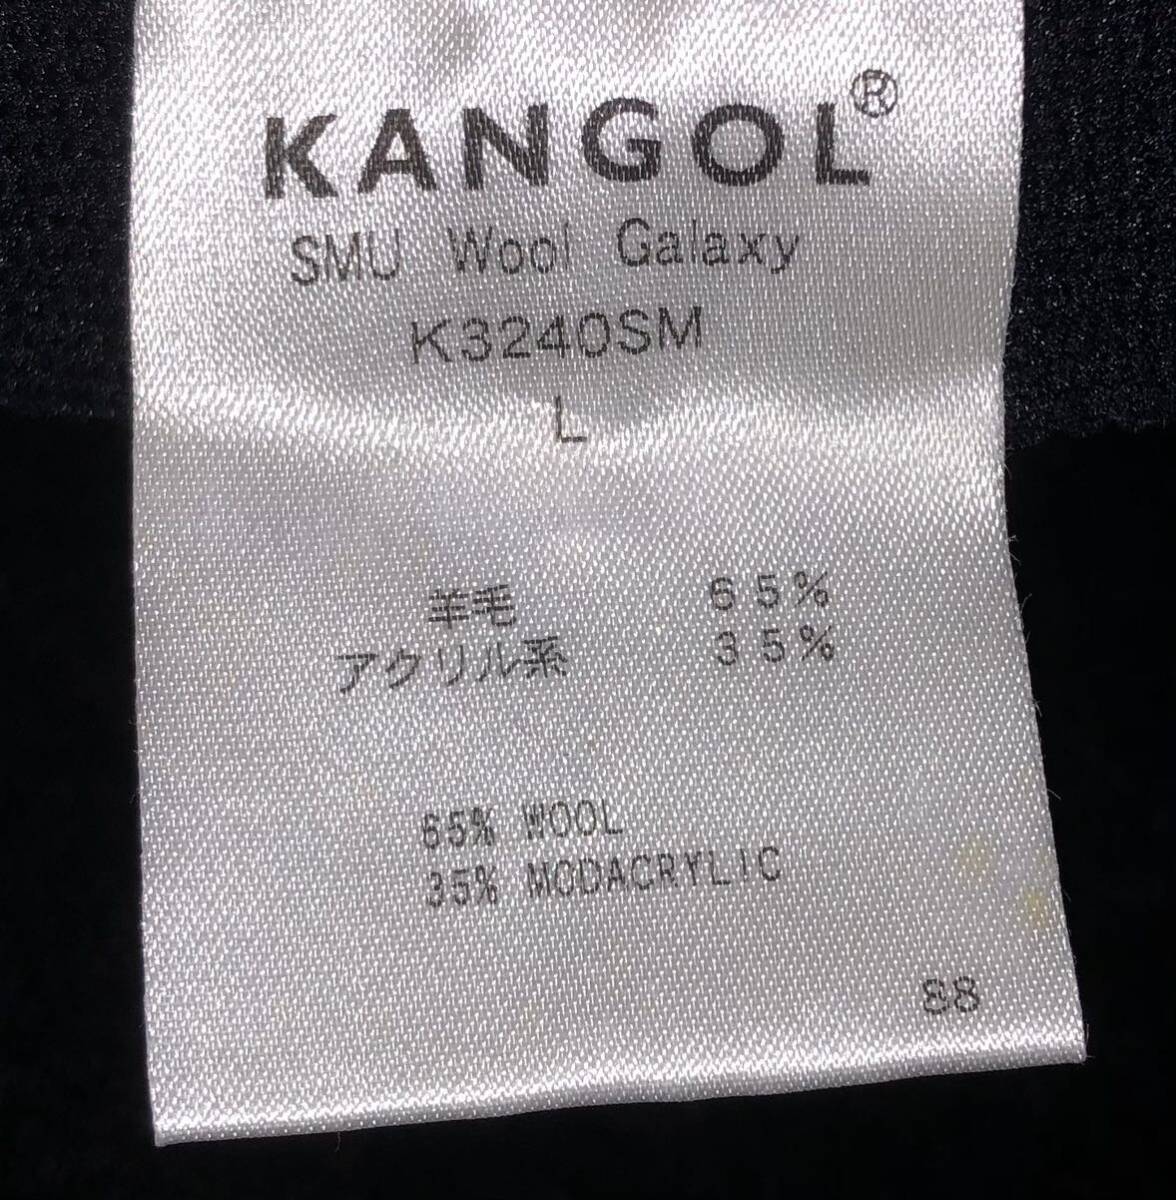 KANGOL®
SMU Wool Galaxy
K3240SM
L
羊毛 65%
アクリル系 35%
65% WOOL
35% MODACRYLIC
88